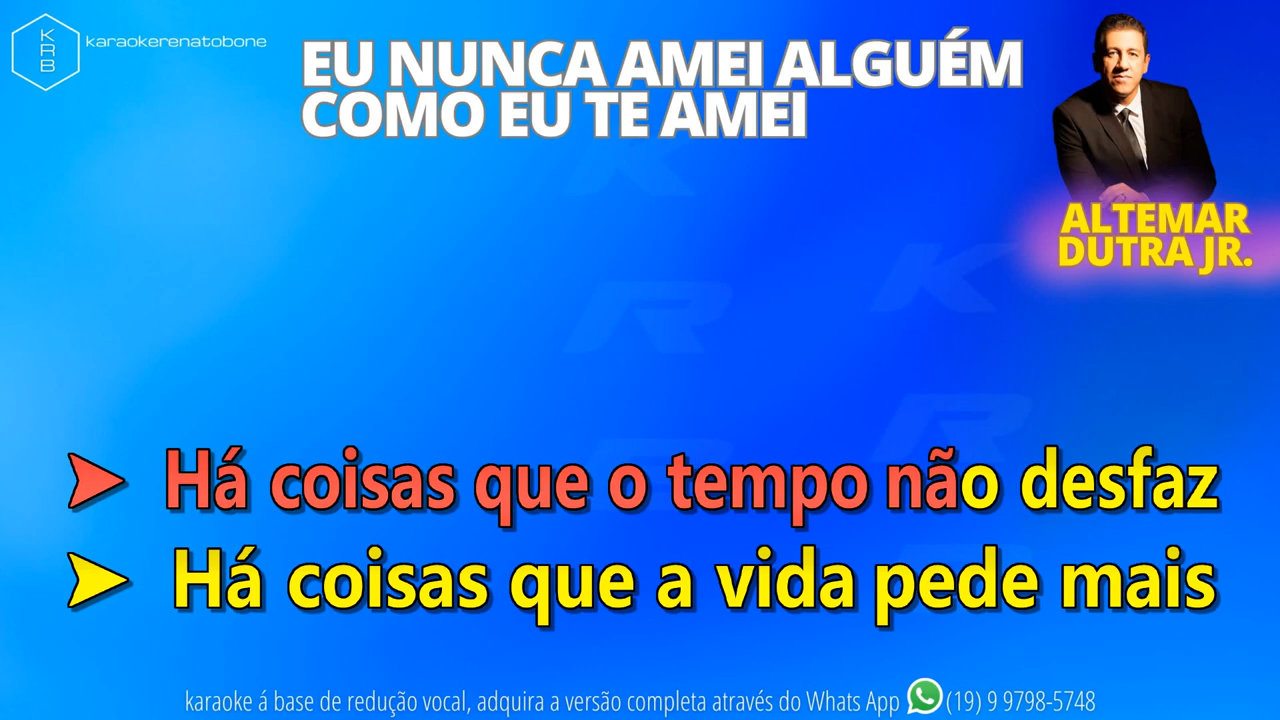 K
R
B
karaokerenatobone
EU NUNCA AMEI ALGUÉM
COMO EU TE AMEI
ALTEMAR
DUTRA JR.
K
R
B
K
R
➤ Há coisas que o tempo não desfaz
➤ Há coisas que a vida pede mais
karaoke á base de redução vocal, adquira a versão completa através do Whats App (19) 9 9798-5748